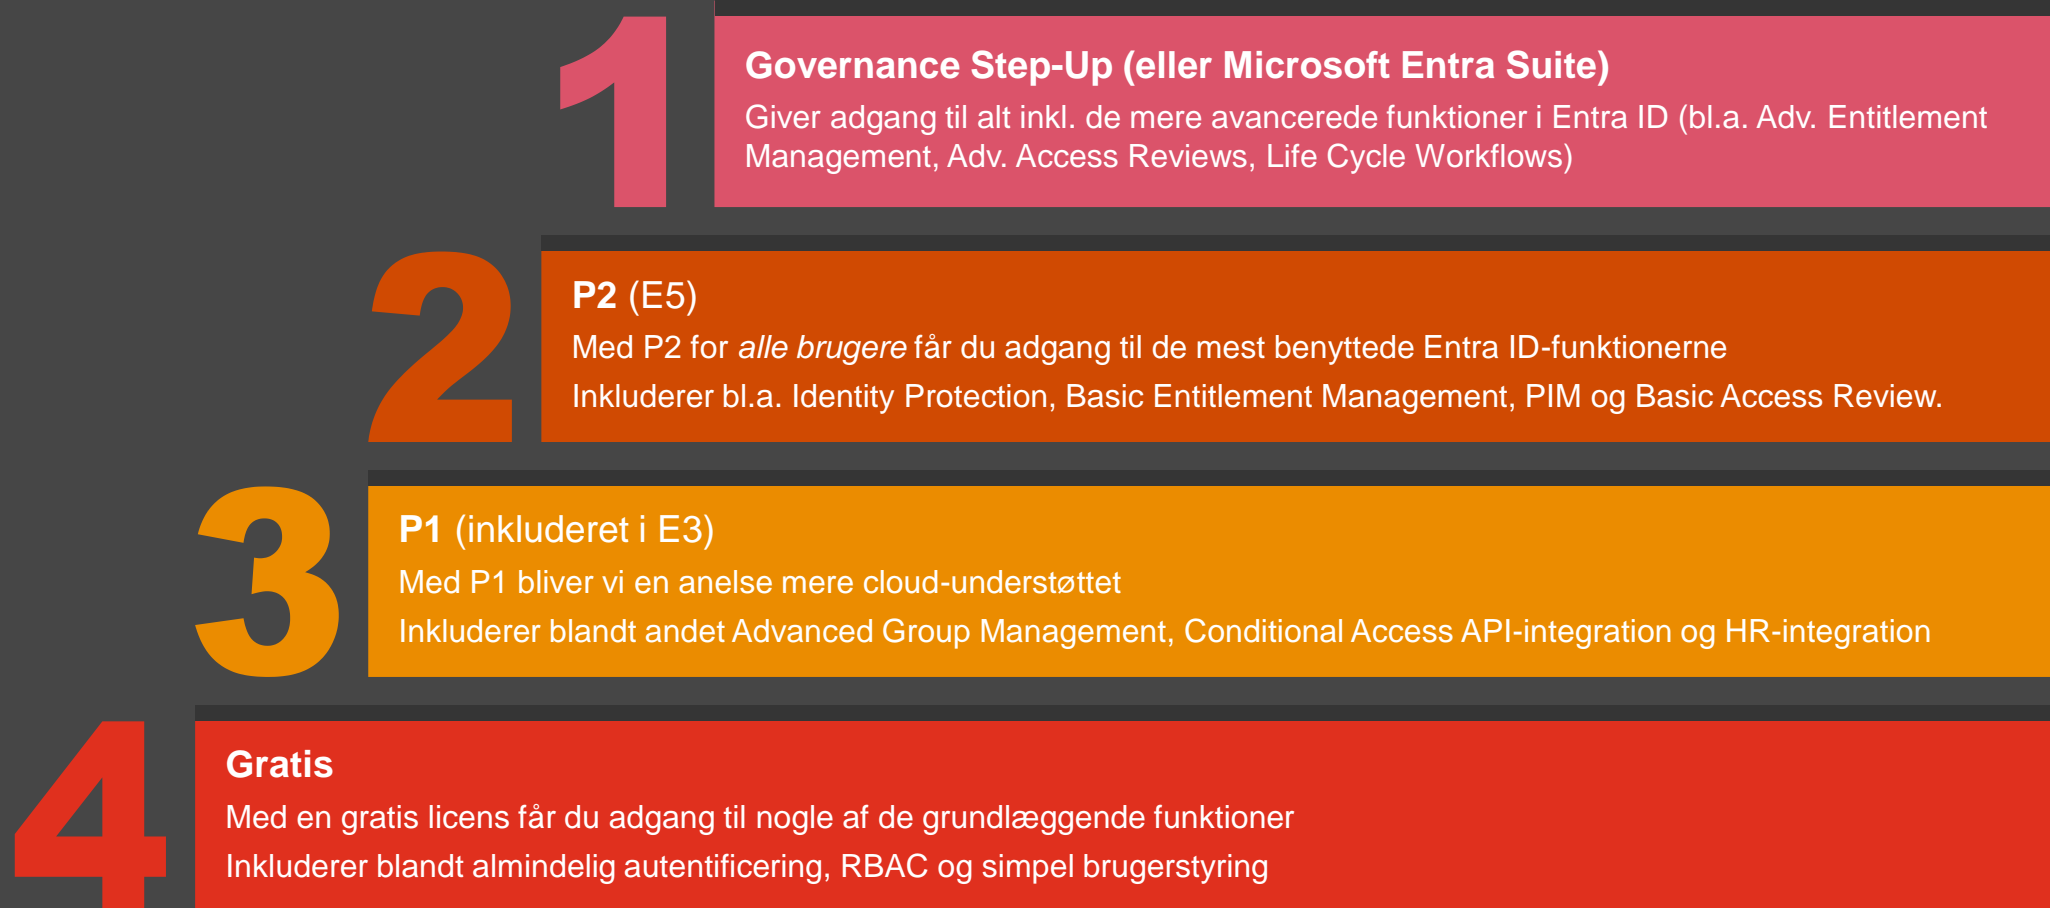 1
Governance Step-Up (eller Microsoft Entra Suite)
Giver adgang til alt inkl. de mere avancerede funktioner i Entra ID (bl.a. Adv. Entitlement
Management, Adv. Access Reviews, Life Cycle Workflows)
2
P2 (E5)
Med P2 for alle brugere får du adgang til de mest benyttede Entra ID-funktionerne
Inkluderer bl.a. Identity Protection, Basic Entitlement Management, PIM og Basic Access Review.
3
P1 (inkluderet i E3)
Med P1 bliver vi en anelse mere cloud-understøttet
Inkluderer blandt andet Advanced Group Management, Conditional Access API-integration og HR-integration
4
Gratis
Med en gratis licens får du adgang til nogle af de grundlæggende funktioner
Inkluderer blandt almindelig autentificering, RBAC og simpel brugerstyring